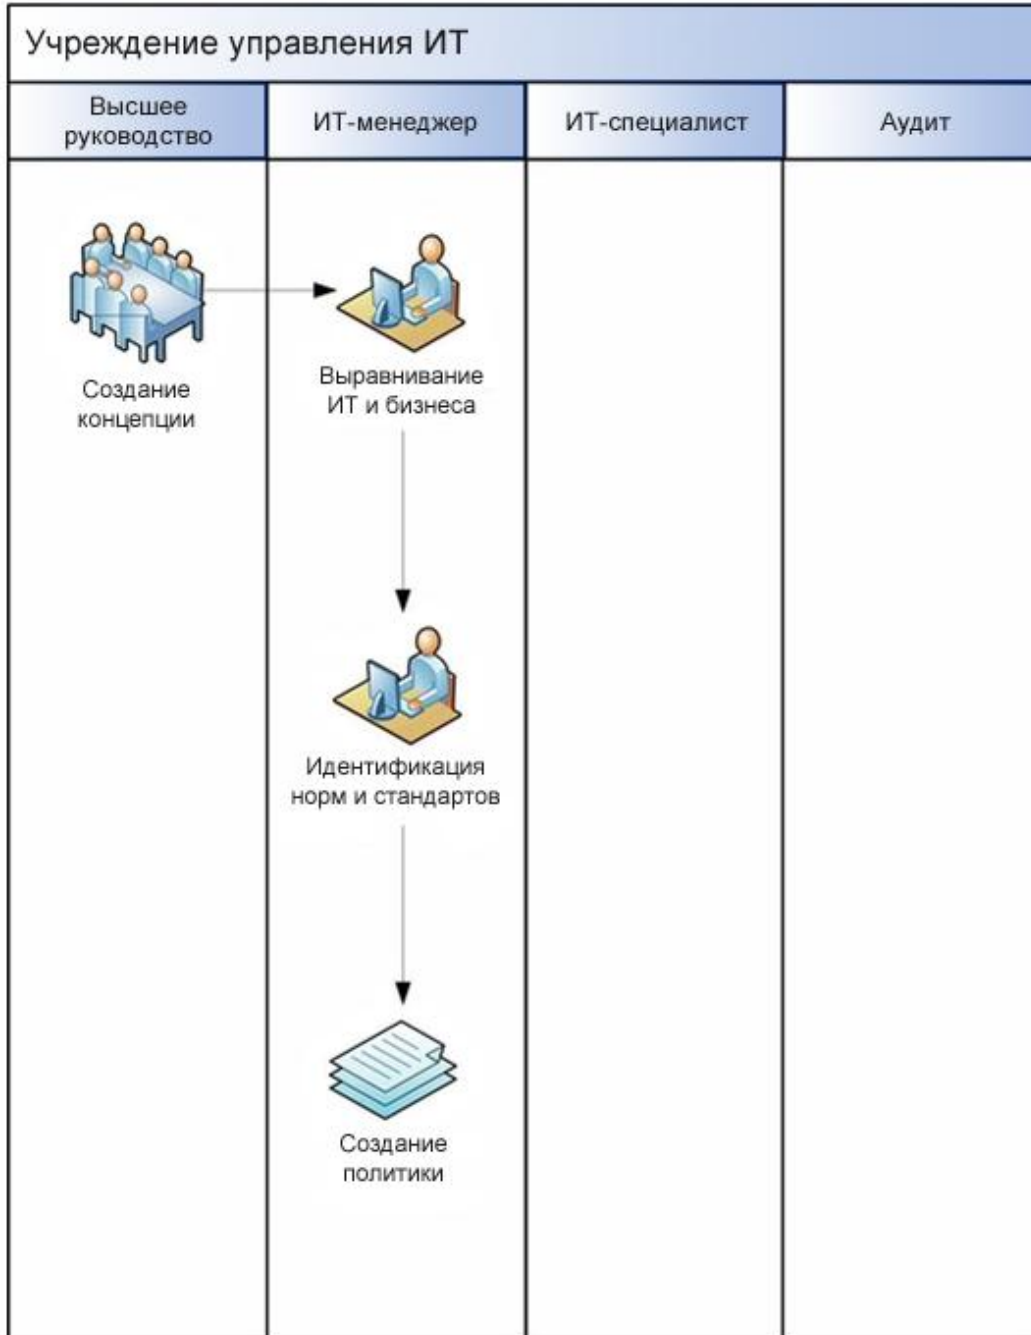 Учреждение управления ИТ
Высшее
руководство
ИТ-менеджер
ИТ-специалист
Аудит
Создание
концепции
Выравнивание
ИТ и бизнеса
Идентификация
норм и стандартов
Создание
политики